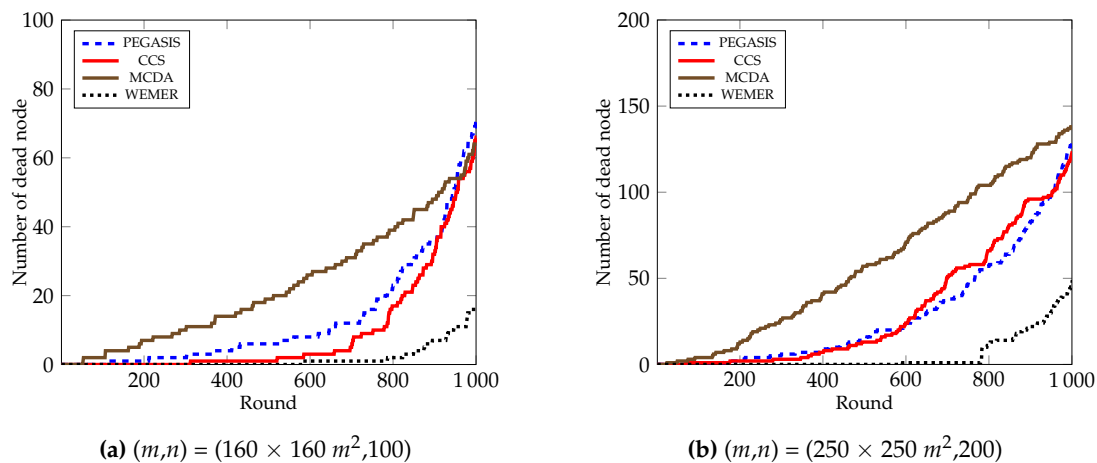 Number of dead node
100
80
60
40
20
0
PEGASIS
CCS
MCDA
WEMER
200
400
600
800
1 000
Round
(a) (m,n) = (160 × 160 m²,100)
Number of dead node
200
150
100
50
0
PEGASIS
CCS
MCDA
WEMER
200
400
600
800
1 000
Round
(b) (m,n) = (250 × 250 m²,200)